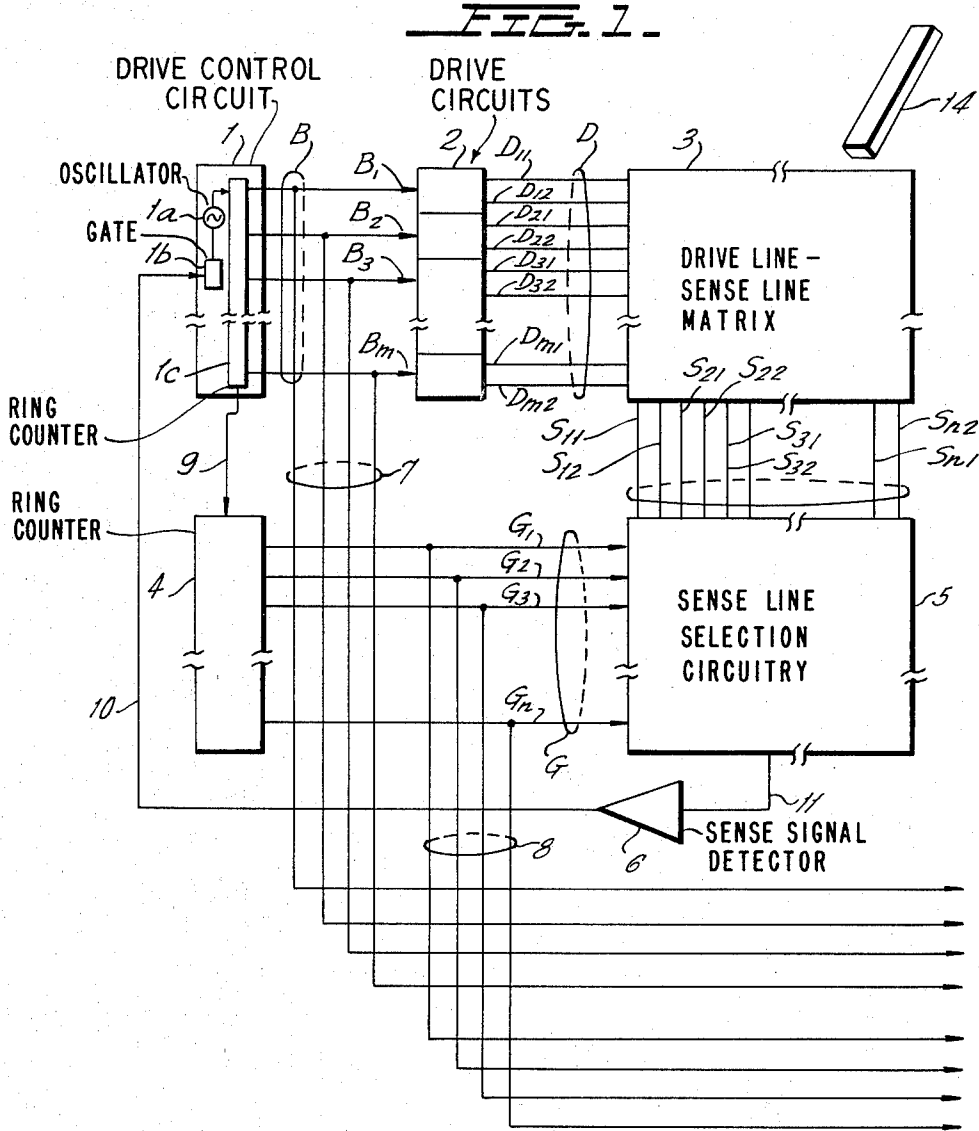 FIG. 1.
DRIVE CONTROL
CIRCUIT
DRIVE
CIRCUITS
14
1
B
2
D
3
OSCILLATOR
1a
GATE
1b
1c
B1
B2
B3
Bm
D11
D12
D21
D22
D31
D32
Dm1
Dm2
DRIVE LINE-
SENSE LINE
MATRIX
RING
COUNTER
9
7
S11
S12
S21
S22
S31
S32
Sn1
Sn2
RING
COUNTER
4
G1
G2
G3
Gn
G
SENSE LINE
SELECTION
CIRCUITRY
5
10
11
8
6
SENSE SIGNAL
DETECTOR